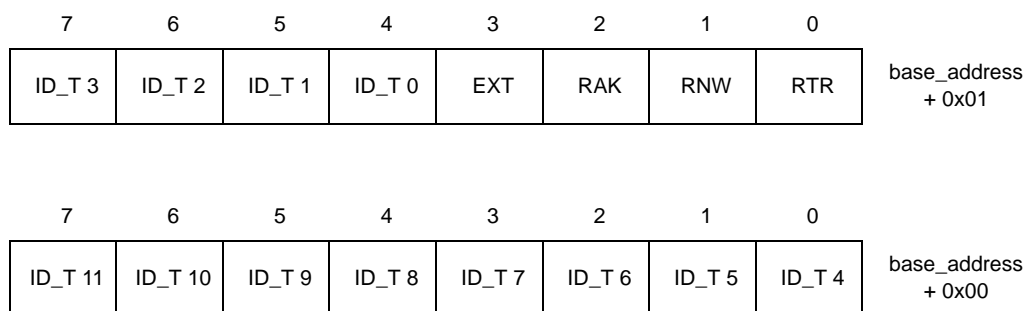 7 6 5 4 3 2 1 0
ID_T 3 ID_T 2 ID_T 1 ID_T 0 EXT RAK RNW RTR
base_address
+ 0x01
7 6 5 4 3 2 1 0
ID_T 11 ID_T 10 ID_T 9 ID_T 8 ID_T 7 ID_T 6 ID_T 5 ID_T 4
base_address
+ 0x00